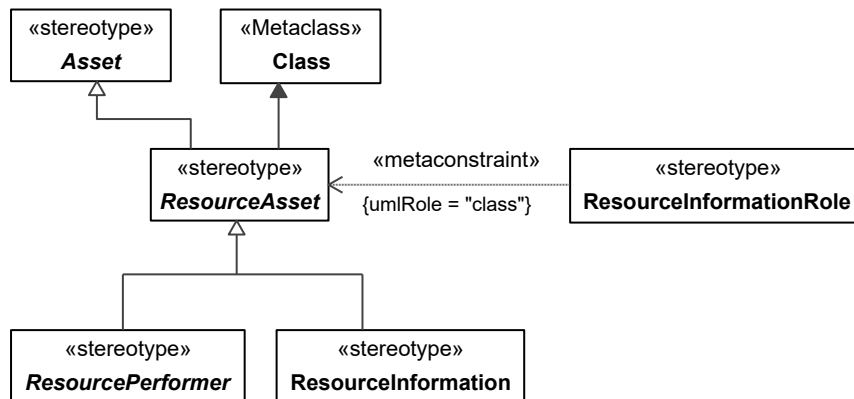 «stereotype»
Asset
«Metaclass»
Class
«stereotype»
ResourceAsset
«metaconstraint»
{umlRole = "class"}
«stereotype»
ResourceInformationRole
«stereotype»
ResourcePerformer
«stereotype»
ResourceInformation